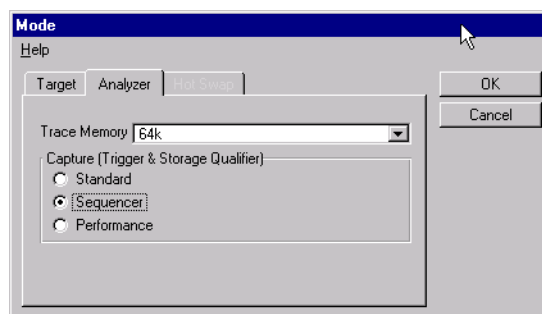 Mode
Help
Target Analyzer Hot Swap
OK
Cancel
Trace Memory 64k
Capture (Trigger & Storage Qualifier)
Standard
Sequencer
Performance